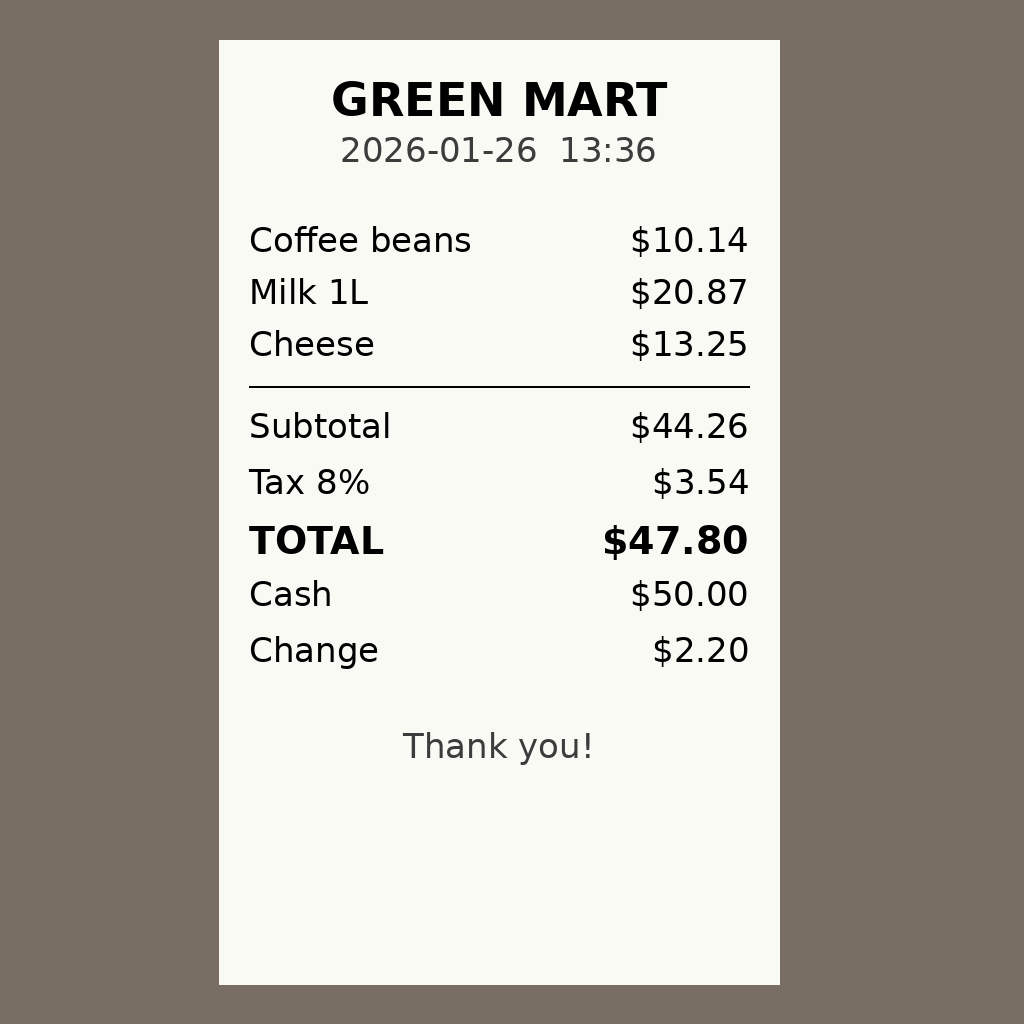 GREEN MART
2026-01-26 13:36
Coffee beans $10.14
Milk 1L $20.87
Cheese $13.25
Subtotal $44.26
Tax 8% $3.54
TOTAL $47.80
Cash $50.00
Change $2.20
Thank you!